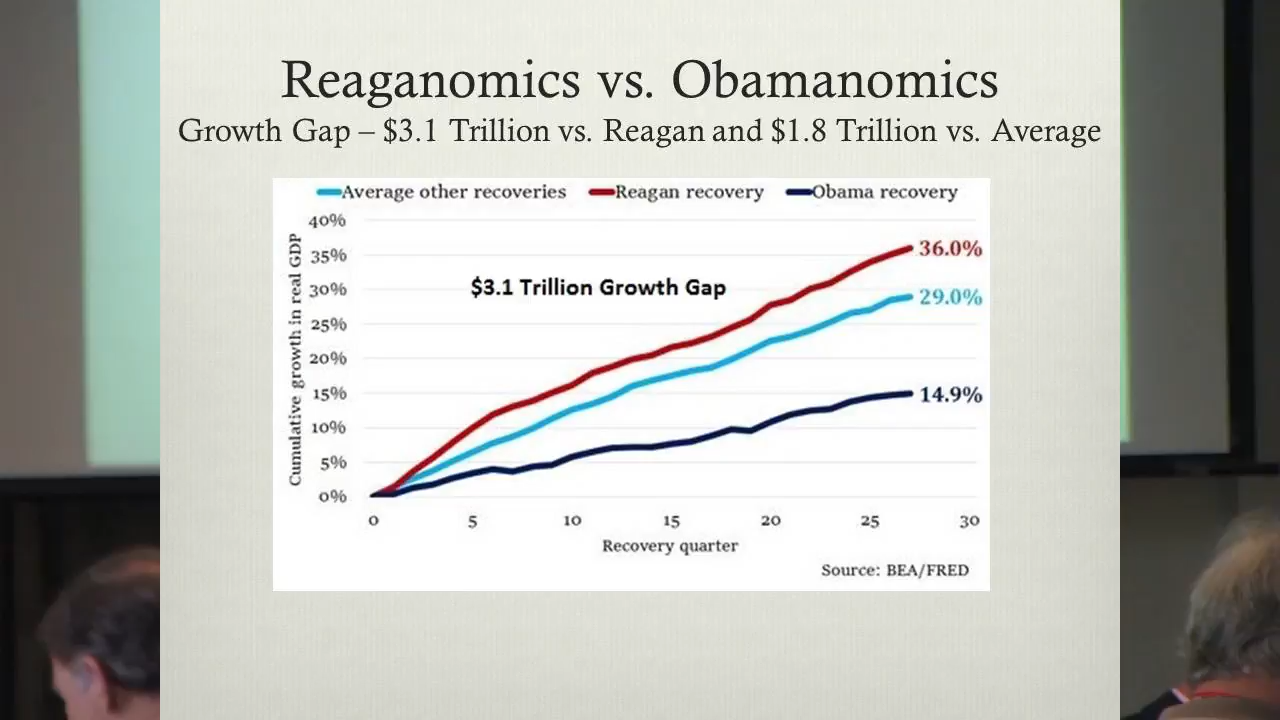 Reaganomics vs. Obamanomics
Growth Gap – $3.1 Trillion vs. Reagan and $1.8 Trillion vs. Average
Average other recoveries Reagan recovery Obama recovery
Cumulative growth in real GDP
40%
35%
30%
25%
20%
15%
10%
5%
0%
$3.1 Trillion Growth Gap
36.0%
29.0%
14.9%
0 5 10 15 20 25 30
Recovery quarter
Source: BEA/FRED